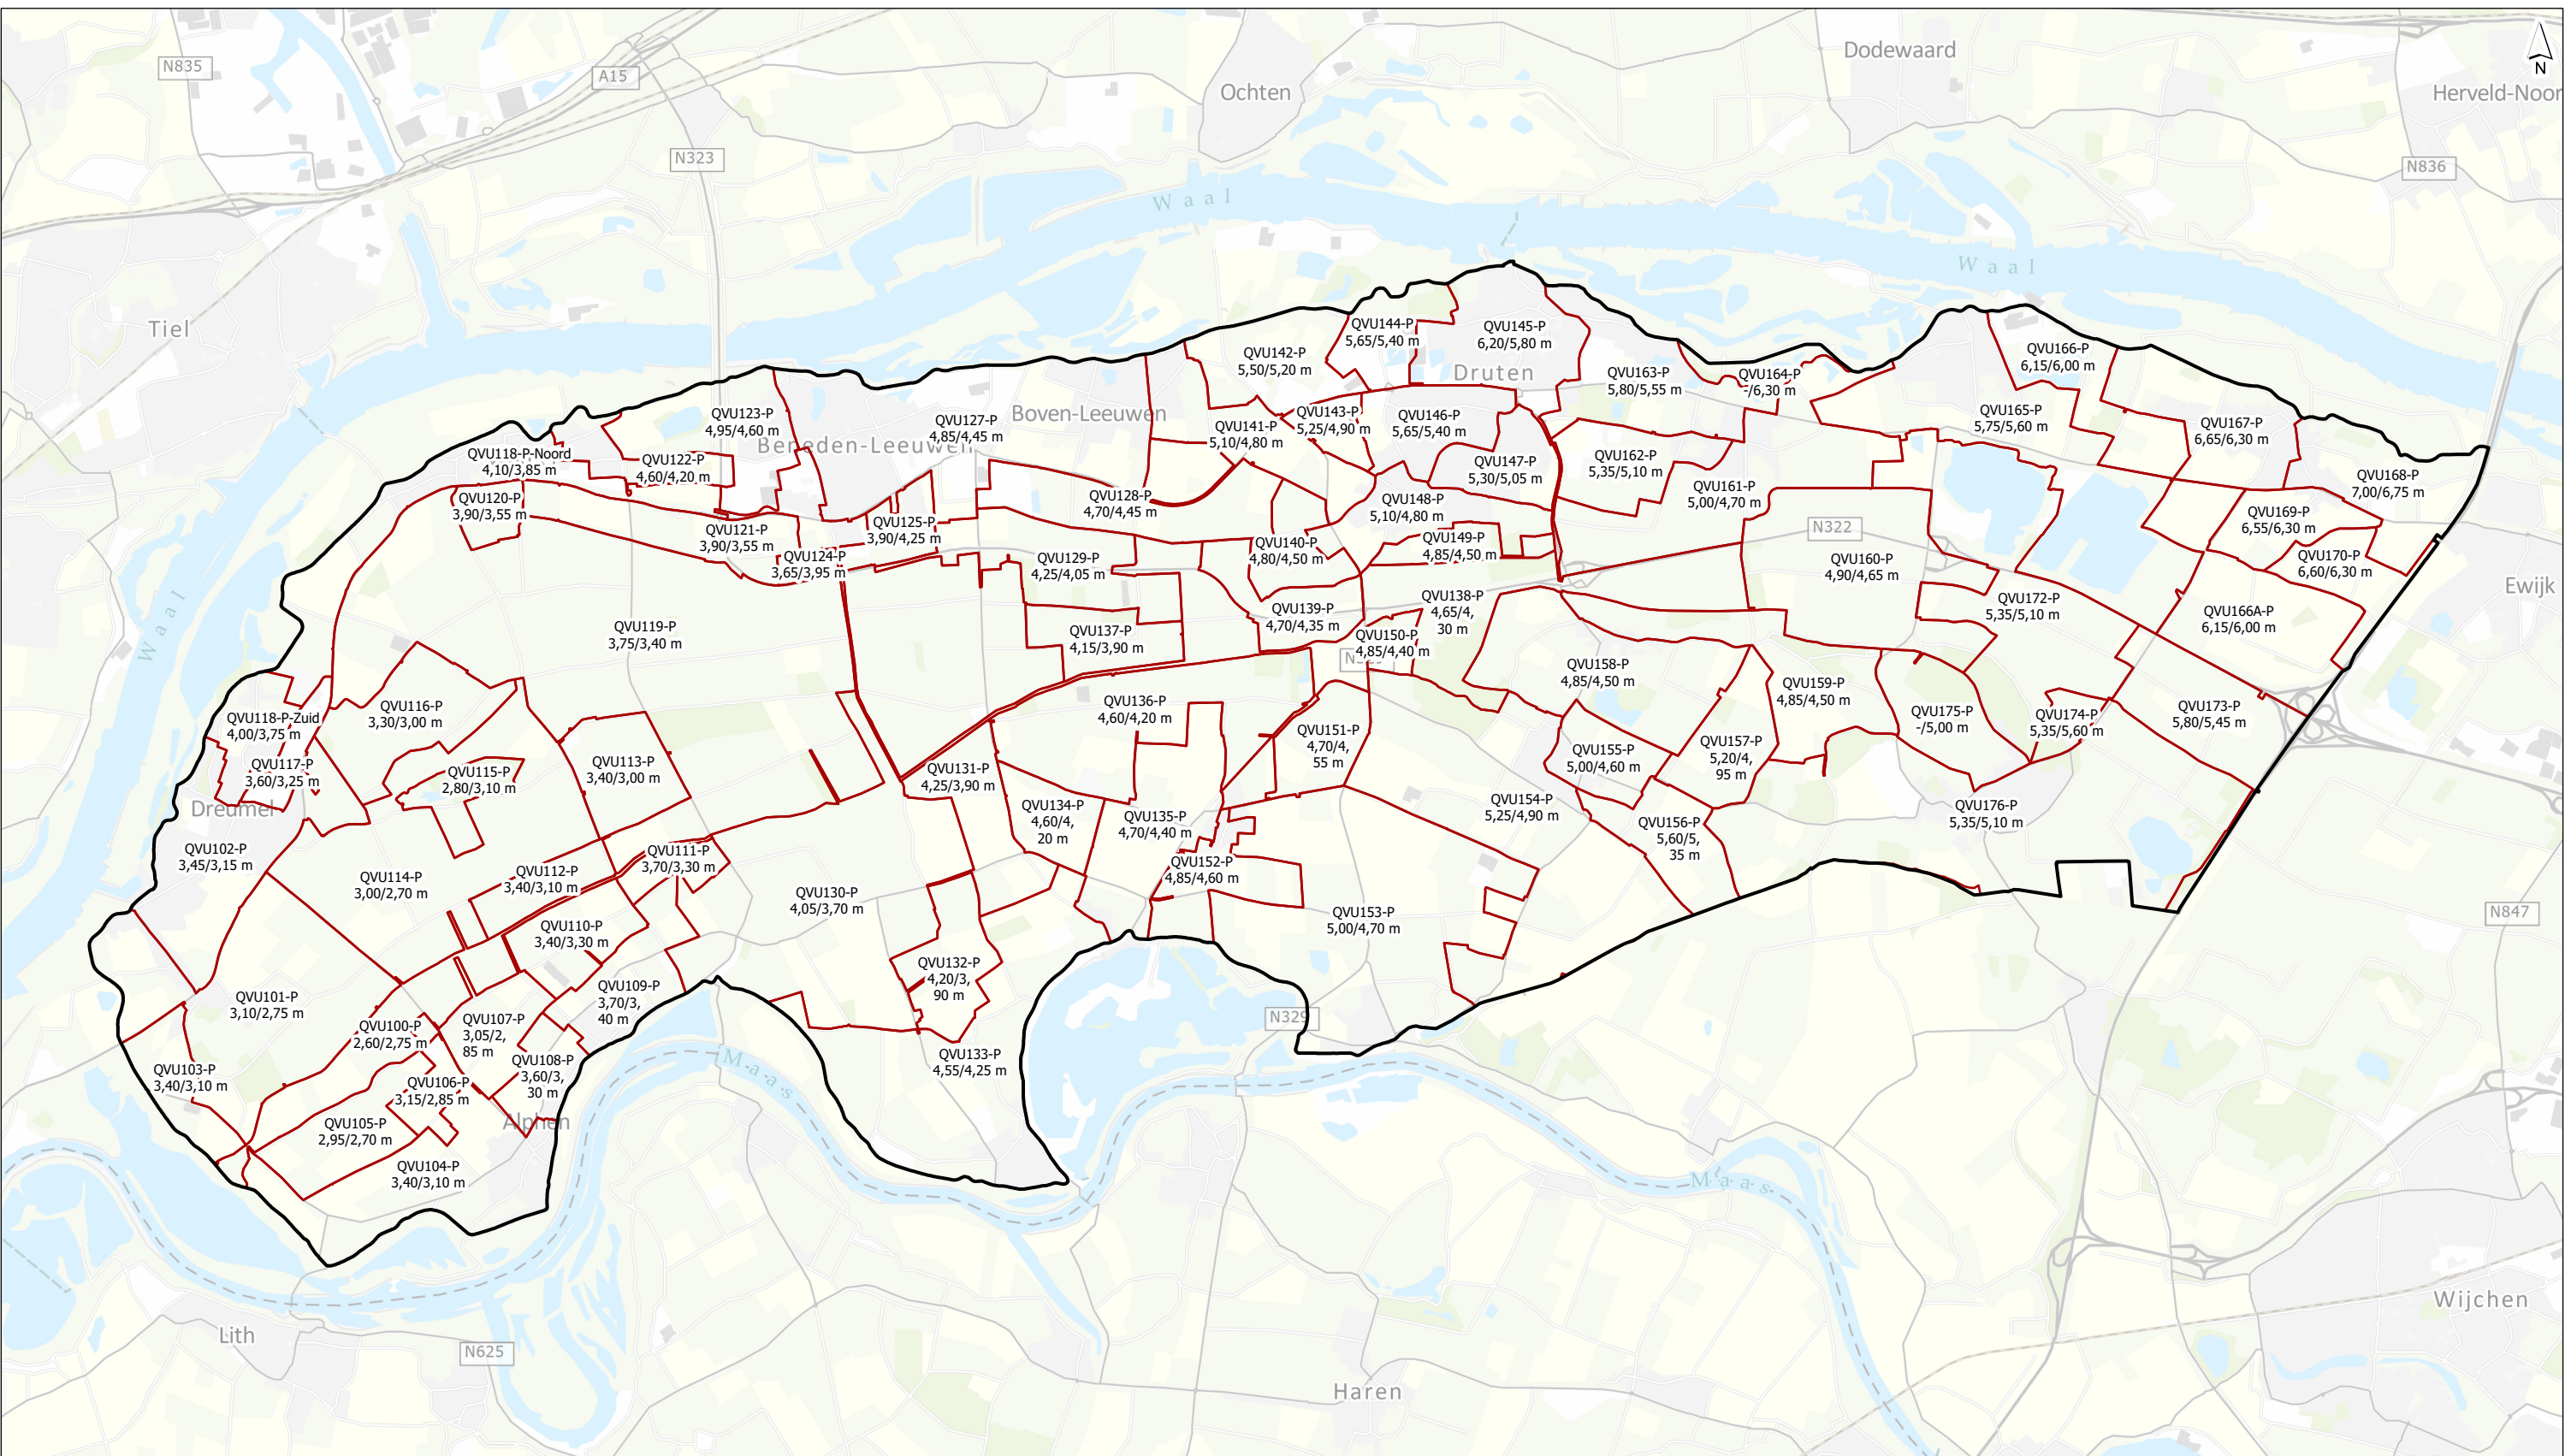 Dodewaard
N835
A15
N
Ochten
Herveld-Noor
N323
N836
Waal
Waal
Tiel
QVU144-P
5,65/5,40 m
QVU145-P
6,20/5,80 m
QVU142-P
5,50/5,20 m
QVU166-P
6,15/6,00 m
Druten
QVU163-P
5,80/5,55 m
QVU164-P
-/6,30 m
QVU123-P
4,95/4,60 m
QVU127-P
4,85/4,45 m
Boven-Leeuwen
QVU143-P
5,25/4,90 m
QVU146-P
5,65/5,40 m
QVU165-P
5,75/5,60 m
QVU141-P
5,10/4,80 m
QVU167-P
6,65/6,30 m
Beneden-Leeuwen
QVU118-P-Noord
4,10/3,85 m
QVU122-P
4,60/4,20 m
QVU147-P
5,30/5,05 m
QVU162-P
5,35/5,10 m
QVU168-P
7,00/6,75 m
QVU120-P
3,90/3,55 m
QVU128-P
4,70/4,45 m
QVU148-P
5,10/4,80 m
QVU161-P
5,00/4,70 m
QVU169-P
6,55/6,30 m
QVU121-P
3,90/3,55 m
QVU125-P
3,90/4,25 m
N322
QVU124-P
3,65/3,95 m
QVU129-P
4,25/4,05 m
QVU140-P
4,80/4,50 m
QVU149-P
4,85/4,50 m
QVU160-P
4,90/4,65 m
QVU170-P
6,60/6,30 m
Ewijk
Waal
QVU119-P
3,75/3,40 m
QVU137-P
4,15/3,90 m
QVU139-P
4,70/4,35 m
QVU138-P
4,65/4,
30 m
QVU150-P
4,85/4,40 m
QVU172-P
5,35/5,10 m
QVU166A-P
6,15/6,00 m
QVU158-P
4,85/4,50 m
QVU159-P
4,85/4,50 m
QVU116-P
3,30/3,00 m
QVU118-P-Zuid
4,00/3,75 m
QVU136-P
4,60/4,20 m
QVU175-P
-/5,00 m
QVU174-P
5,35/5,60 m
QVU173-P
5,80/5,45 m
QVU117-P
3,60/3,25 m
QVU115-P
2,80/3,10 m
QVU113-P
3,40/3,00 m
QVU131-P
4,25/3,90 m
QVU151-P
4,70/4,
55 m
QVU155-P
5,00/4,60 m
QVU157-P
5,20/4,
95 m
Dreumel
QVU134-P
4,60/4,
20 m
QVU135-P
4,70/4,40 m
QVU154-P
5,25/4,90 m
QVU156-P
5,60/5,
35 m
QVU176-P
5,35/5,10 m
QVU102-P
3,45/3,15 m
QVU114-P
3,00/2,70 m
QVU112-P
3,40/3,10 m
QVU111-P
3,70/3,30 m
QVU130-P
4,05/3,70 m
QVU152-P
4,85/4,60 m
QVU153-P
5,00/4,70 m
N847
QVU110-P
3,40/3,30 m
QVU132-P
4,20/3,
90 m
QVU101-P
3,10/2,75 m
QVU109-P
3,70/3,
40 m
QVU100-P
2,60/2,75 m
QVU107-P
3,05/2,
85 m
N329
QVU103-P
3,40/3,10 m
QVU108-P
3,60/3,
30 m
QVU133-P
4,55/4,25 m
Maas
QVU106-P
3,15/2,85 m
Alphen
QVU105-P
2,95/2,70 m
QVU104-P
3,40/3,10 m
Maas
Wijchen
Lith
N625
Haren